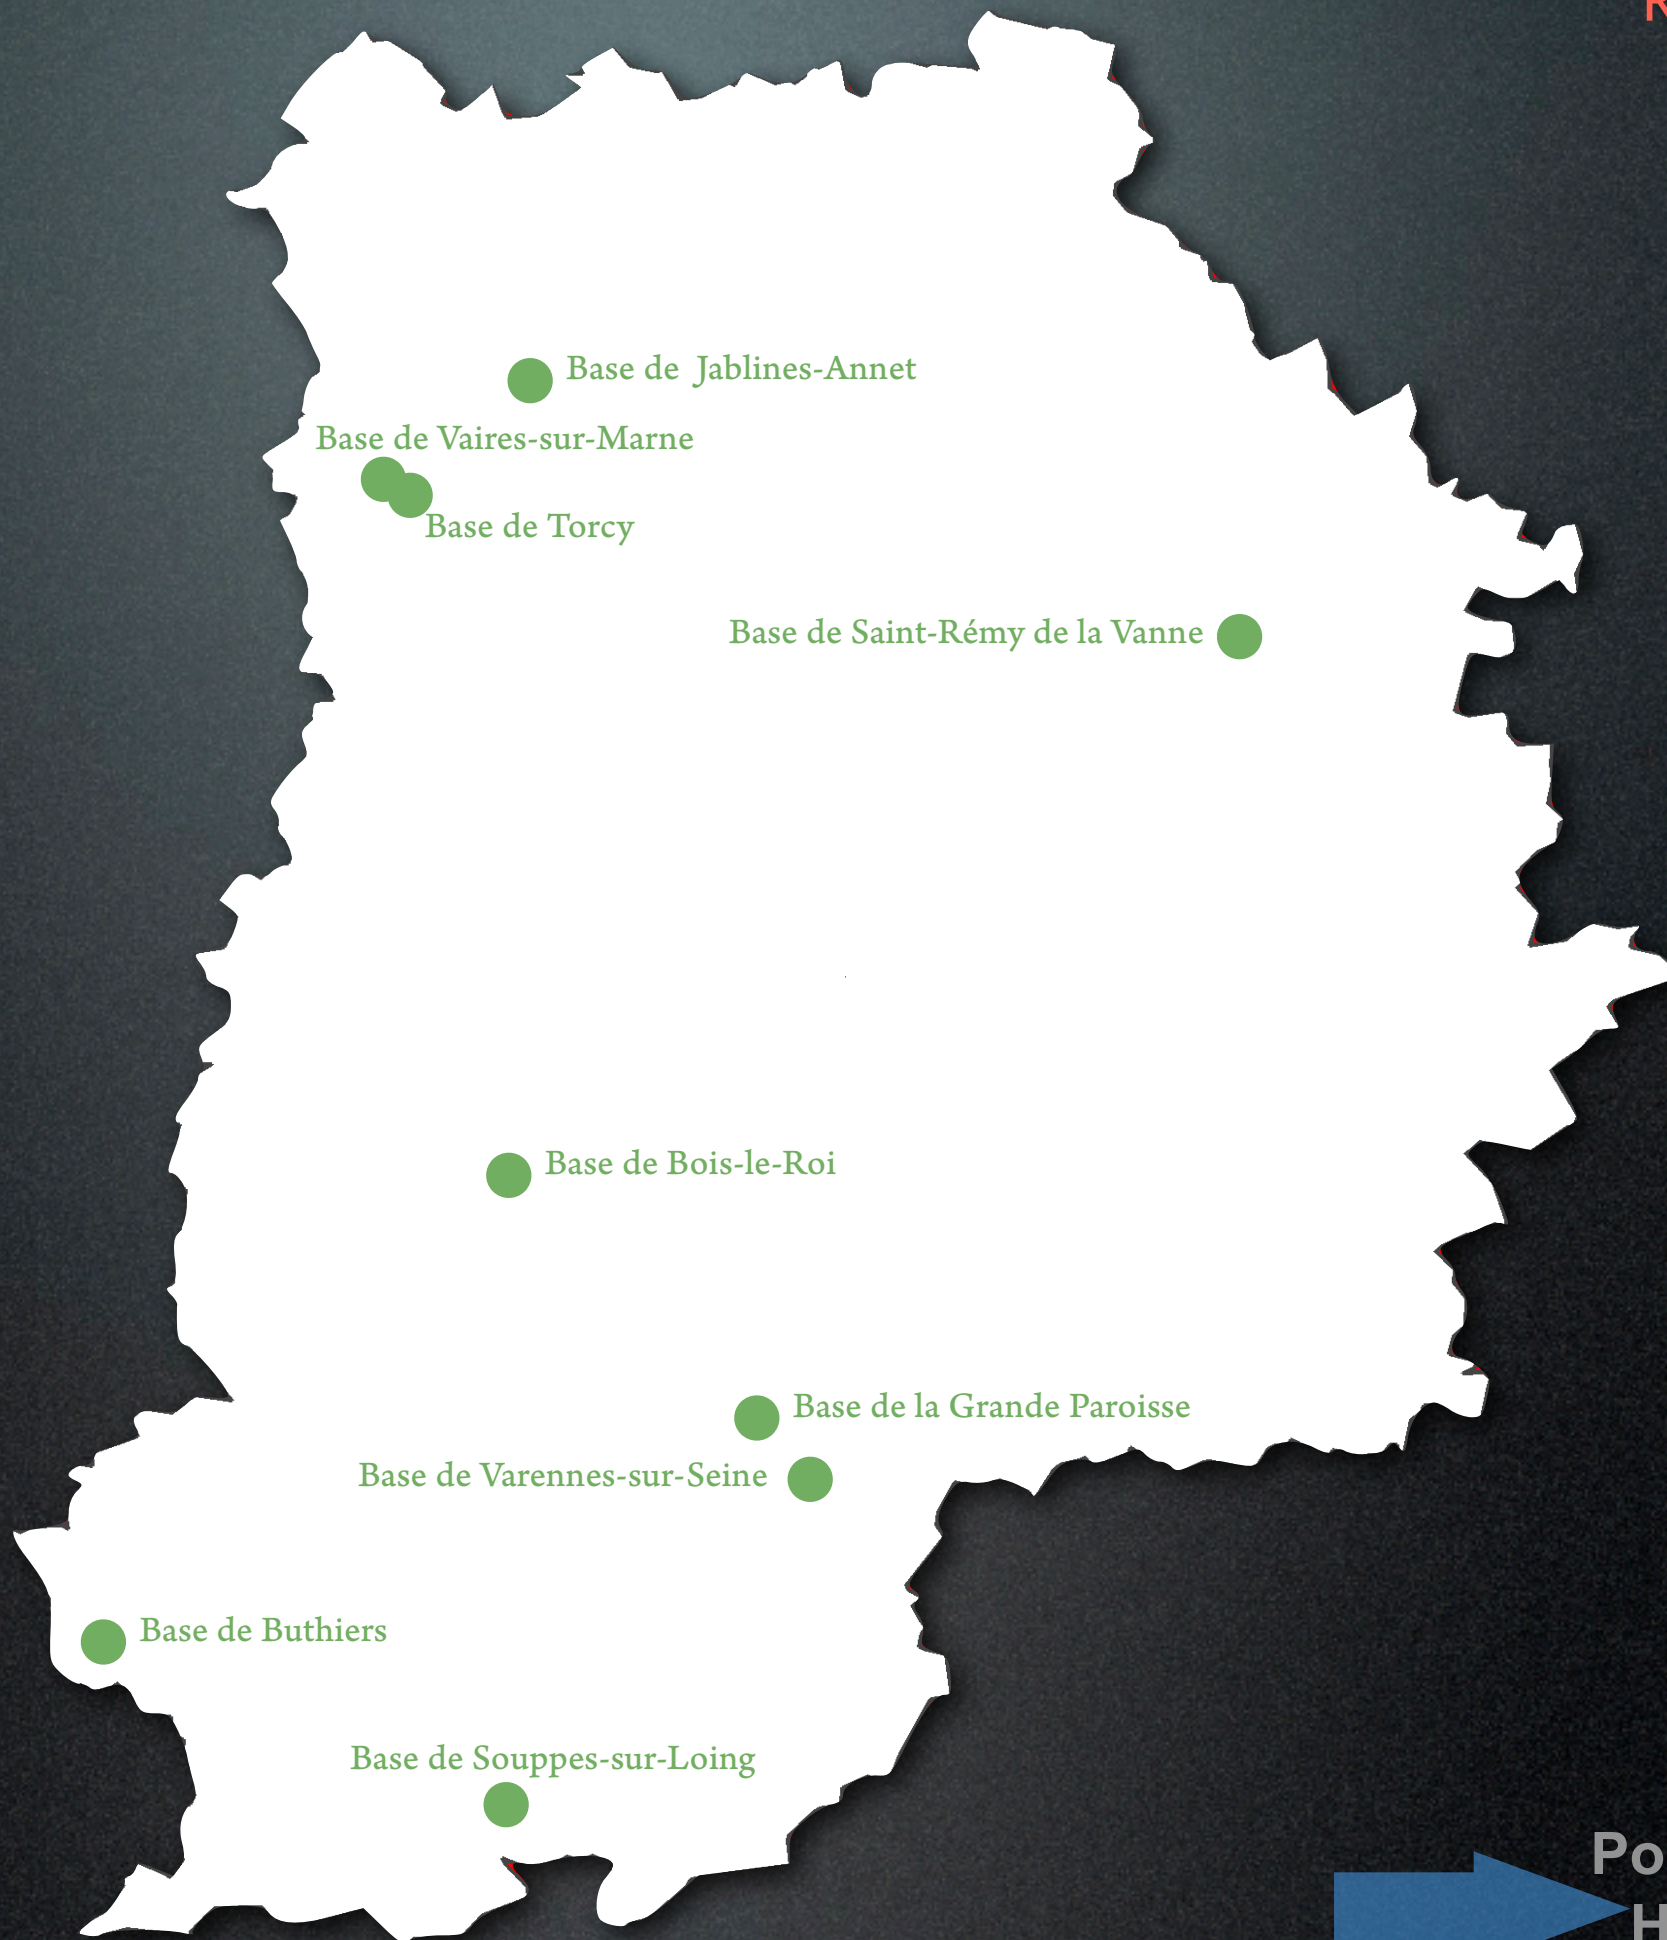 R
Base de Jablines-Annet
Base de Vaires-sur-Marne
Base de Torcy
Base de Saint-Rémy de la Vanne
Base de Bois-le-Roi
Base de la Grande Paroisse
Base de Varennes-sur-Seine
Base de Buthiers
Base de Souppes-sur-Loing
Po
H